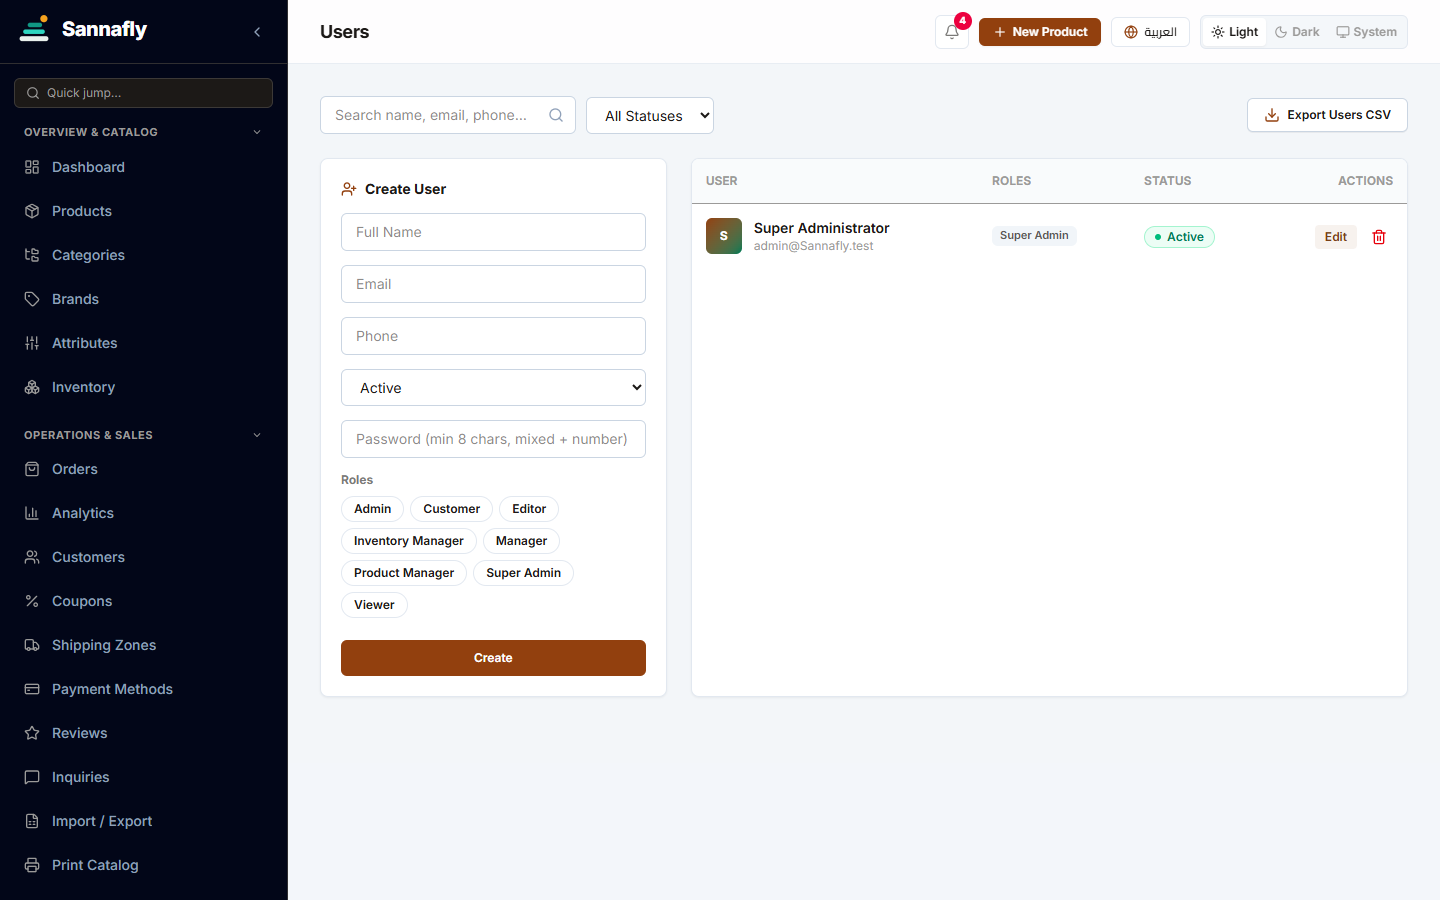 Sannafly
Quick jump...
OVERVIEW & CATALOG
Dashboard
Products
Categories
Brands
Attributes
Inventory
OPERATIONS & SALES
Orders
Analytics
Customers
Coupons
Shipping Zones
Payment Methods
Reviews
Inquiries
Import / Export
Print Catalog
Users
4
New Product
العربية
Light
Dark
System
Search name, email, phone...
All Statuses
Export Users CSV
Create User
Full Name
Email
Phone
Active
Password (min 8 chars, mixed + number)
Roles
Admin Customer Editor
Inventory Manager Manager
Product Manager Super Admin
Viewer
Create
USER ROLES STATUS ACTIONS
S
Super Administrator
admin@Sannafly.test
Super Admin
Active
Edit